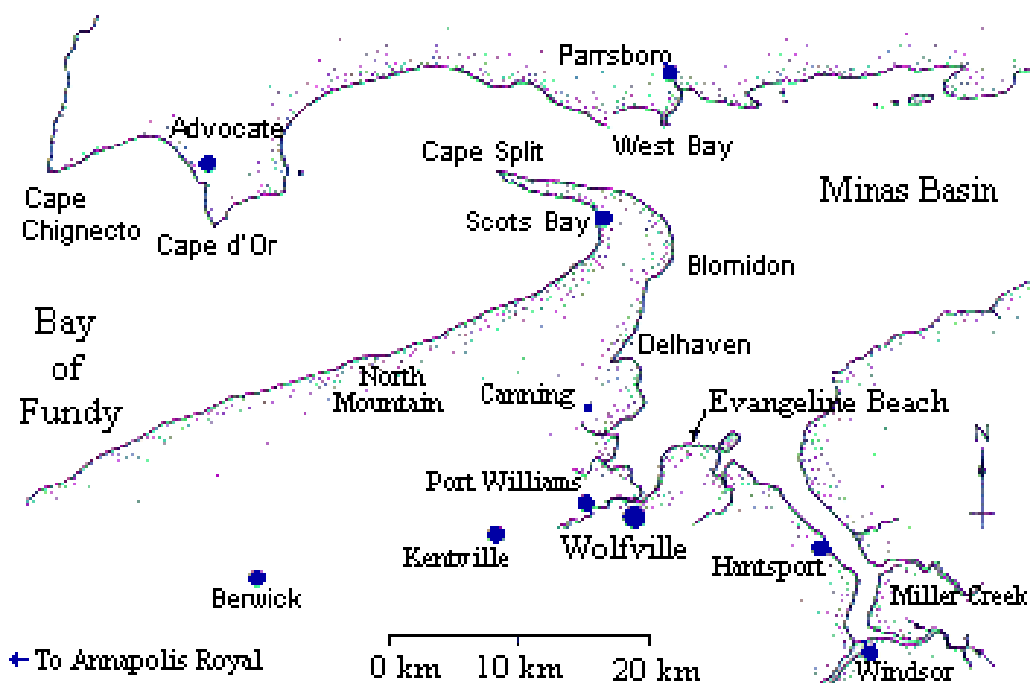 Parrsboro
Advocate
West Bay
Cape Split
Minas Basin
Cape
Chignecto
Scots Bay
Cape d'Or
Blomidon
Bay
of
Fundy
Delhaven
North
Mountain
Canning
Evangeline Beach
N
Port Williams
Wolfville
Kentville
Hantsport
Berwick
Miller Creek
To Annapolis Royal
0 km 10 km 20 km
Windsor